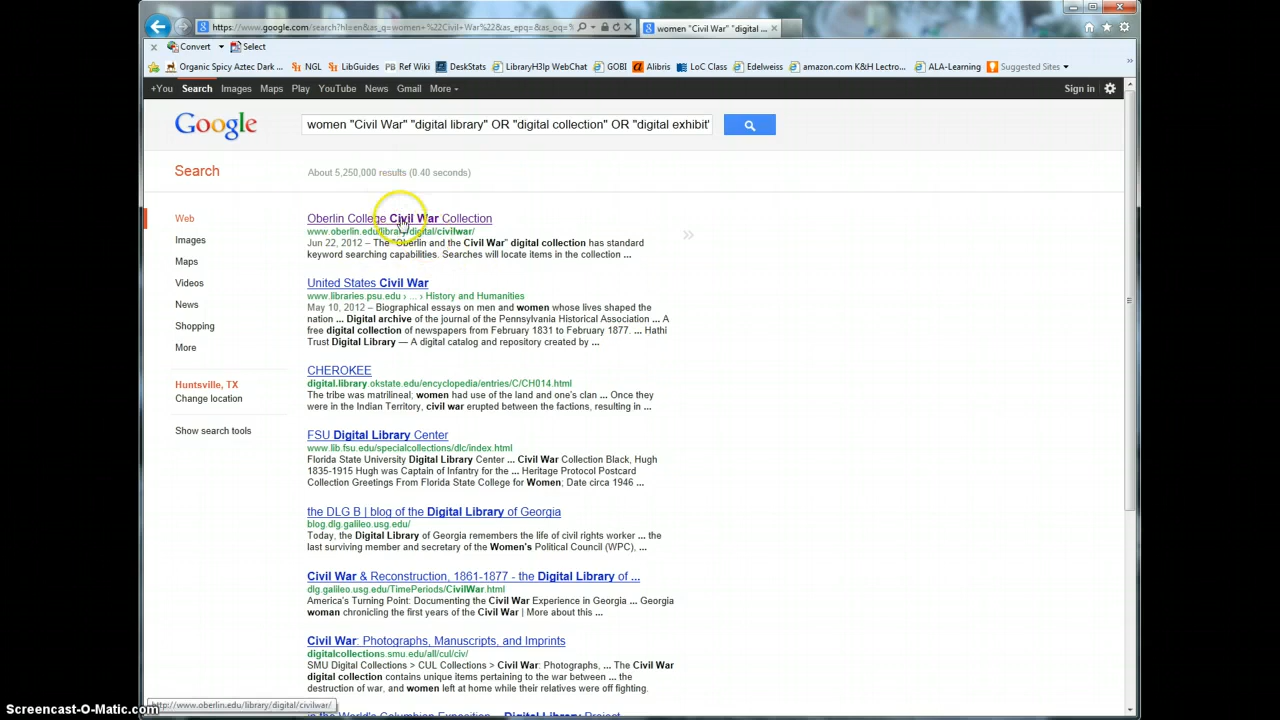 https://www.google.com/search?hl=en&as_q=women+%22Civil+War%22&as_epq=&as_oq=%
women "Civil War" "digital ...
Convert Select
Organic Spicy Aztec Dark ... NGL LibGuides Ref Wiki DeskStats LibraryH3lp WebChat GOBI Alibris LoC Class Edelweiss amazon.com K&H Lectro... ALA-Learning Suggested Sites
+You Search Images Maps Play YouTube News Gmail More Sign in
Google women "Civil War" "digital library" OR "digital collection" OR "digital exhibit"
Search About 5,250,000 results (0.40 seconds)
Web
Images
Maps
Videos
News
Shopping
More
Huntsville, TX
Change location
Show search tools
Oberlin College Civil War Collection
www.oberlin.edu/library/digital/civilwar/
Jun 22, 2012 – The "Oberlin and the Civil War" digital collection has standard
keyword searching capabilities. Searches will locate items in the collection ...
United States Civil War
www.libraries.psu.edu › ... › History and Humanities
May 10, 2012 – Biographical essays on men and women whose lives shaped the
nation ... Digital archive of the journal of the Pennsylvania Historical Association ... A
free digital collection of newspapers from February 1831 to February 1877. ... Hathi
Trust Digital Library — A digital catalog and repository created by ...
CHEROKEE
digital.library.okstate.edu/encyclopedia/entries/C/CH014.html
The tribe was matrilineal; women had use of the land and one's clan ... Once they
were in the Indian Territory, civil war erupted between the factions, resulting in ...
FSU Digital Library Center
www.lib.fsu.edu/specialcollections/dlc/index.html
Florida State University Digital Library Center ... Civil War Collection Black, Hugh
1835-1915 Hugh was Captain of Infantry for the ... Heritage Protocol Postcard
Collection Greetings From Florida State College for Women; Date circa 1946 ...
the DLG B | blog of the Digital Library of Georgia
blog.dlg.galileo.usg.edu/
Today, the Digital Library of Georgia remembers the life of civil rights worker ... the
last surviving member and secretary of the Women's Political Council (WPC), ...
Civil War & Reconstruction, 1861-1877 - the Digital Library of ...
dlg.galileo.usg.edu/TimePeriods/CivilWar.html
America's Turning Point: Documenting the Civil War Experience in Georgia ... Georgia
woman chronicling the first years of the Civil War | More about this ...
Civil War: Photographs, Manuscripts, and Imprints
digitalcollections.smu.edu/all/cul/civ/
SMU Digital Collections > CUL Collections > Civil War: Photographs, ... The Civil War
digital collection contains unique items pertaining to the war between ... the
destruction of war, and women left at home while their relatives were off fighting.
in the World's Columbian Exposition - Digital Library Project
http://www.oberlin.edu/library/digital/civilwar/
Screencast-O-Matic.com